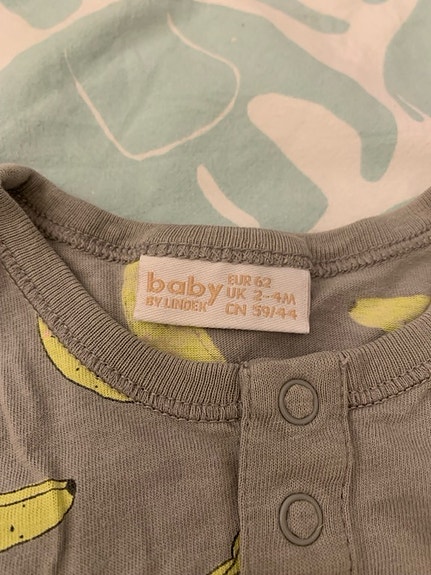 baby
BY LINDEX
EUR 62
UK 2-4M
CN 59/44